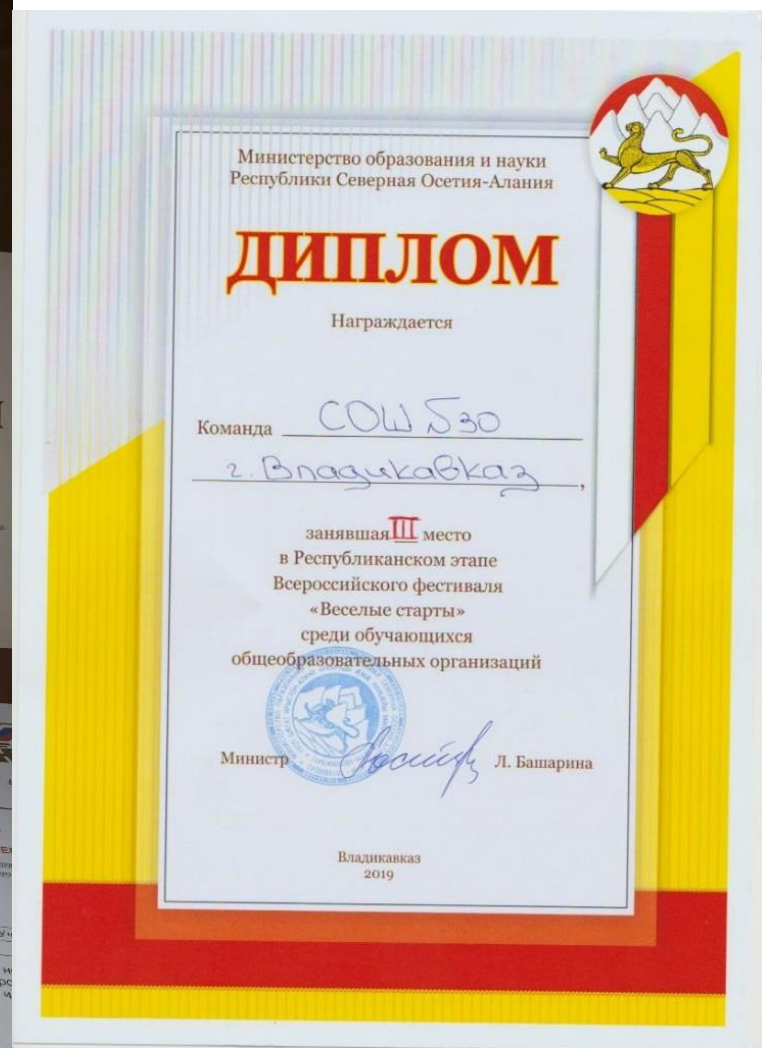 Министерство образования и науки
Республики Северная Осетия-Алания
ДИПЛОМ
Награждается
Команда СОШ №30
г. Владикавказ,
занявшая III место
в Республиканском этапе
Всероссийского фестиваля
«Веселые старты»
среди обучающихся
общеобразовательных организаций
Министр Л. Башарина
Владикавказ
2019